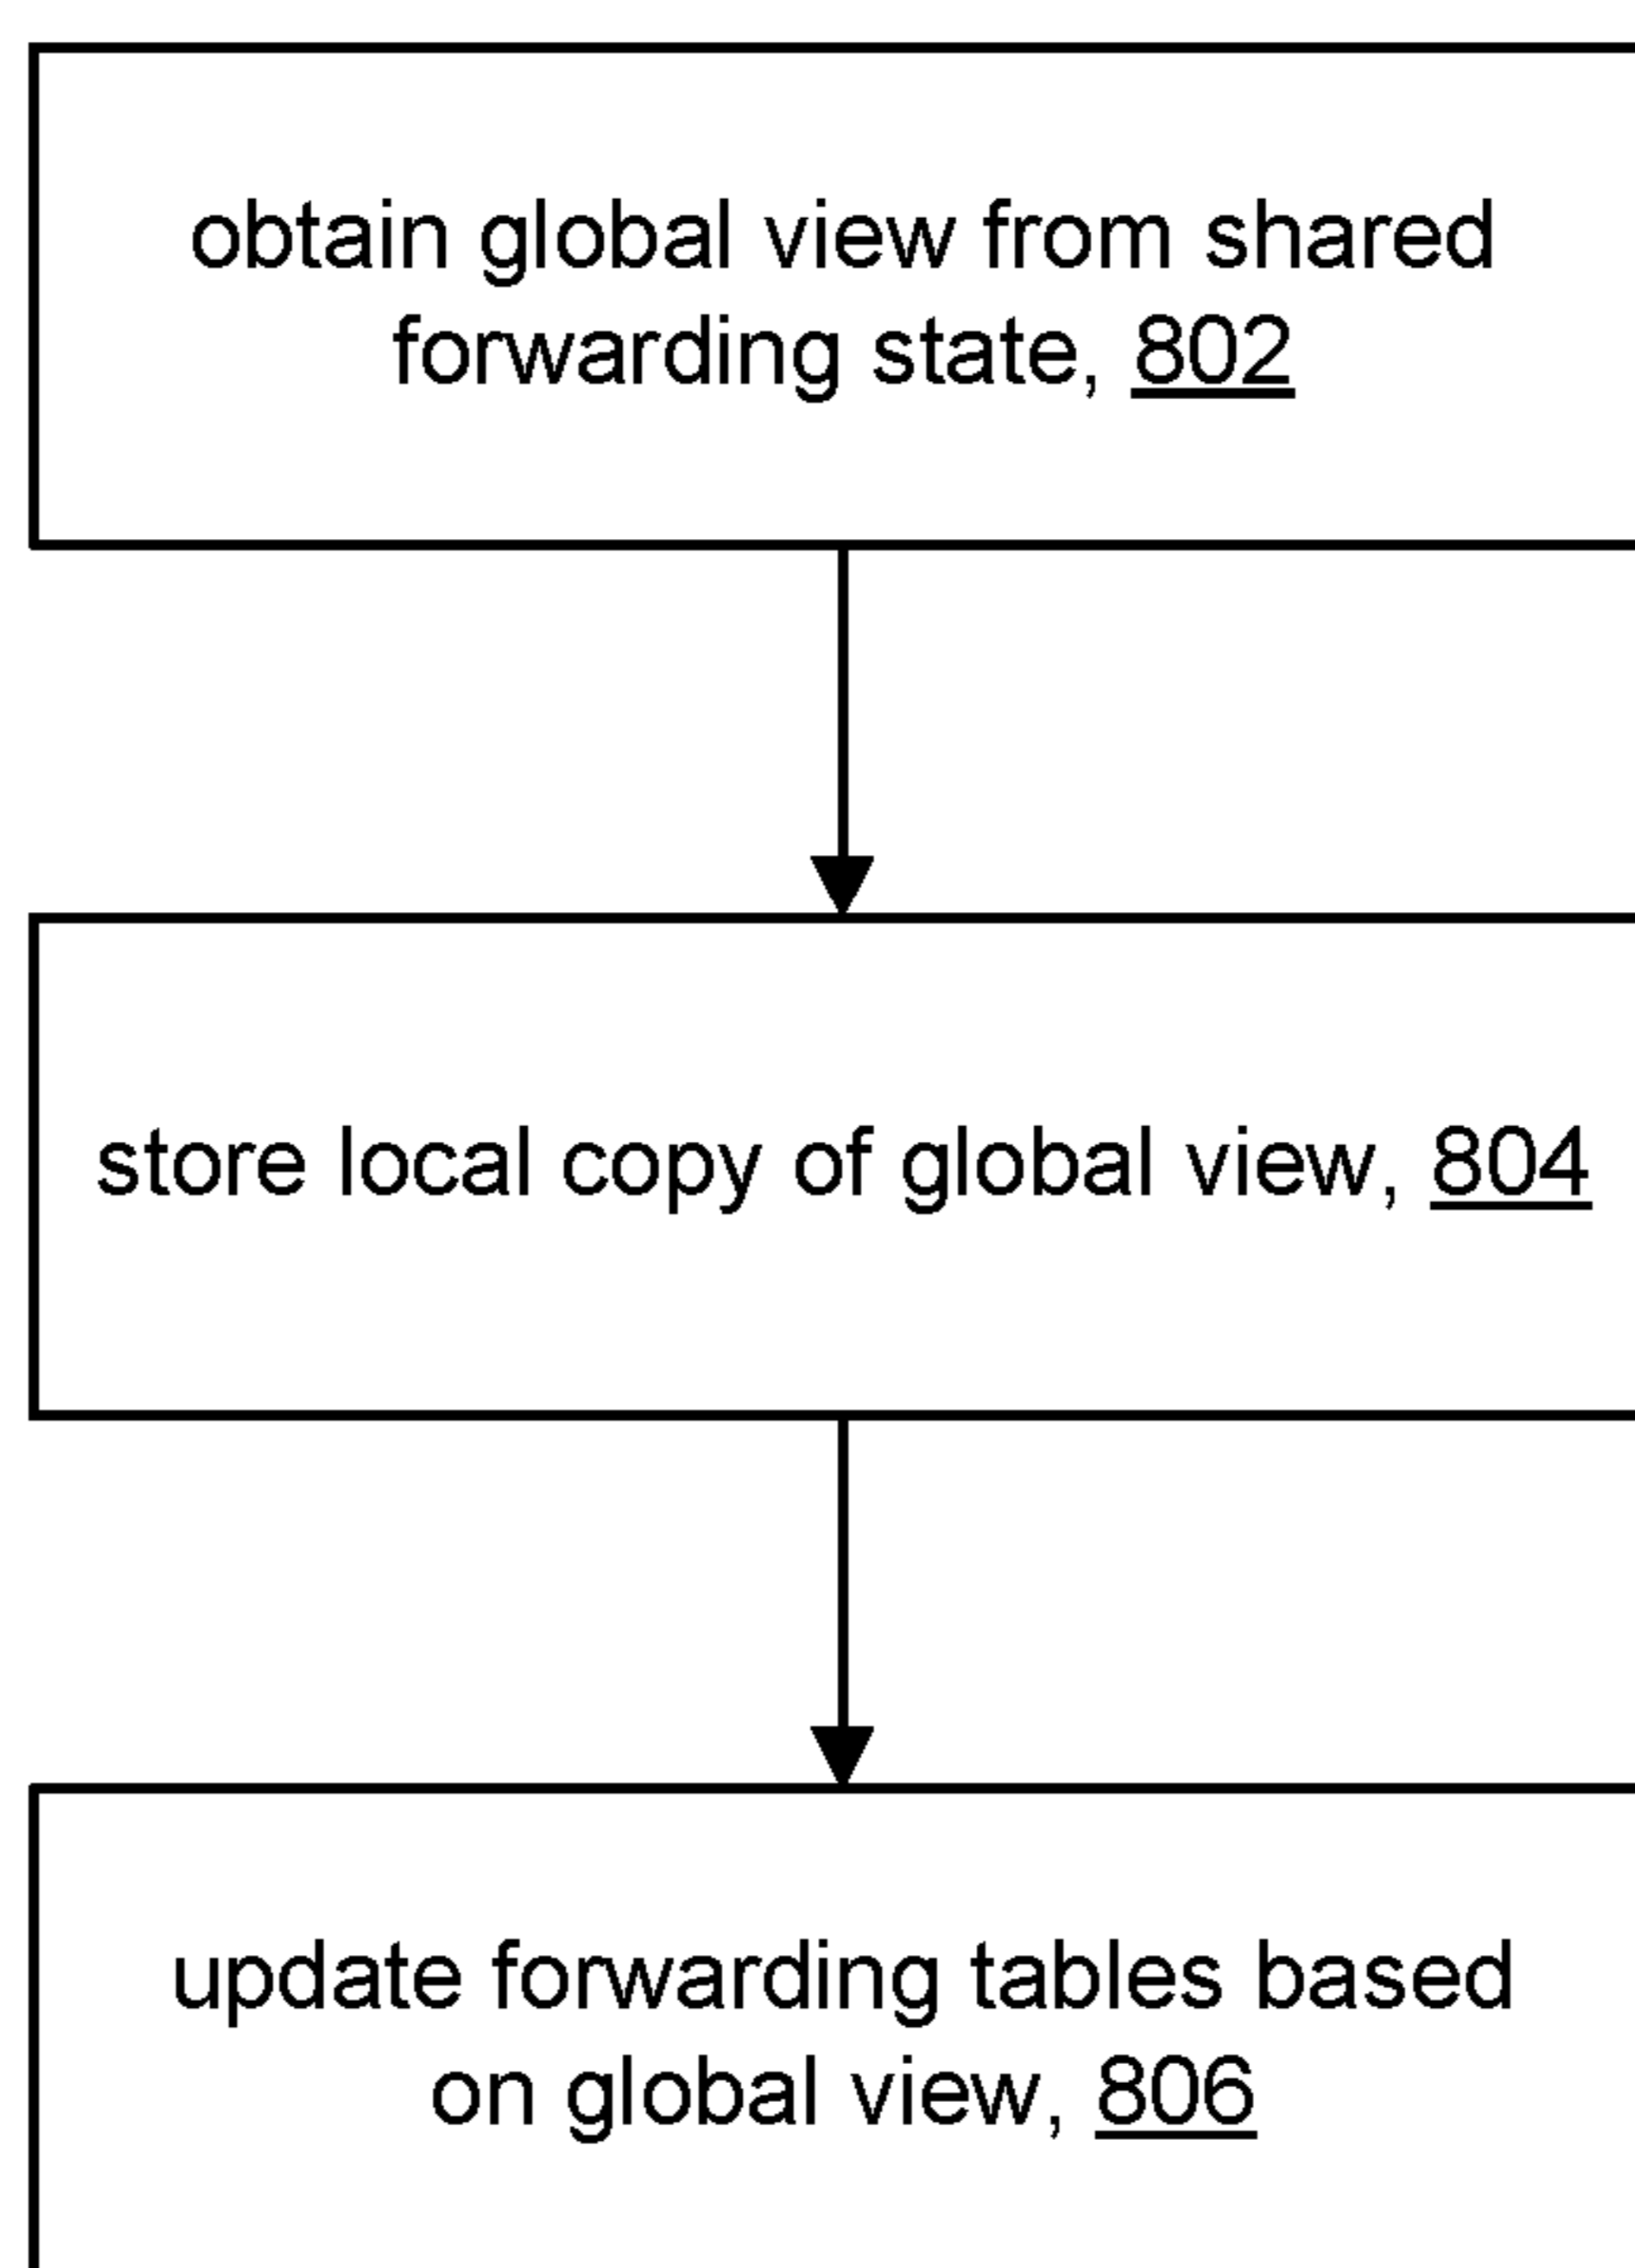 obtain global view from shared
forwarding state, 802
store local copy of global view, 804
update forwarding tables based
on global view, 806